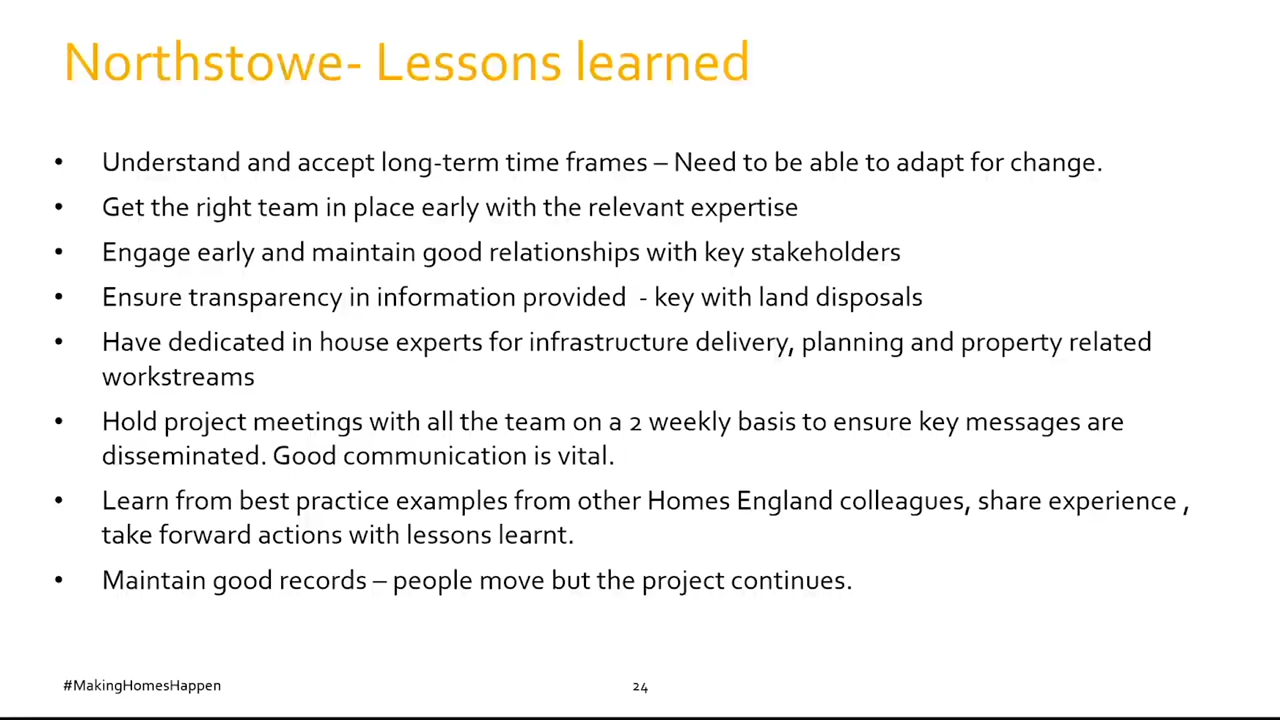 Northstowe- Lessons learned
• Understand and accept long-term time frames – Need to be able to adapt for change.
• Get the right team in place early with the relevant expertise
• Engage early and maintain good relationships with key stakeholders
• Ensure transparency in information provided  - key with land disposals
• Have dedicated in house experts for infrastructure delivery, planning and property related
workstreams
• Hold project meetings with all the team on a 2 weekly basis to ensure key messages are
disseminated. Good communication is vital.
• Learn from best practice examples from other Homes England colleagues, share experience ,
take forward actions with lessons learnt.
• Maintain good records – people move but the project continues.
#MakingHomesHappen
24